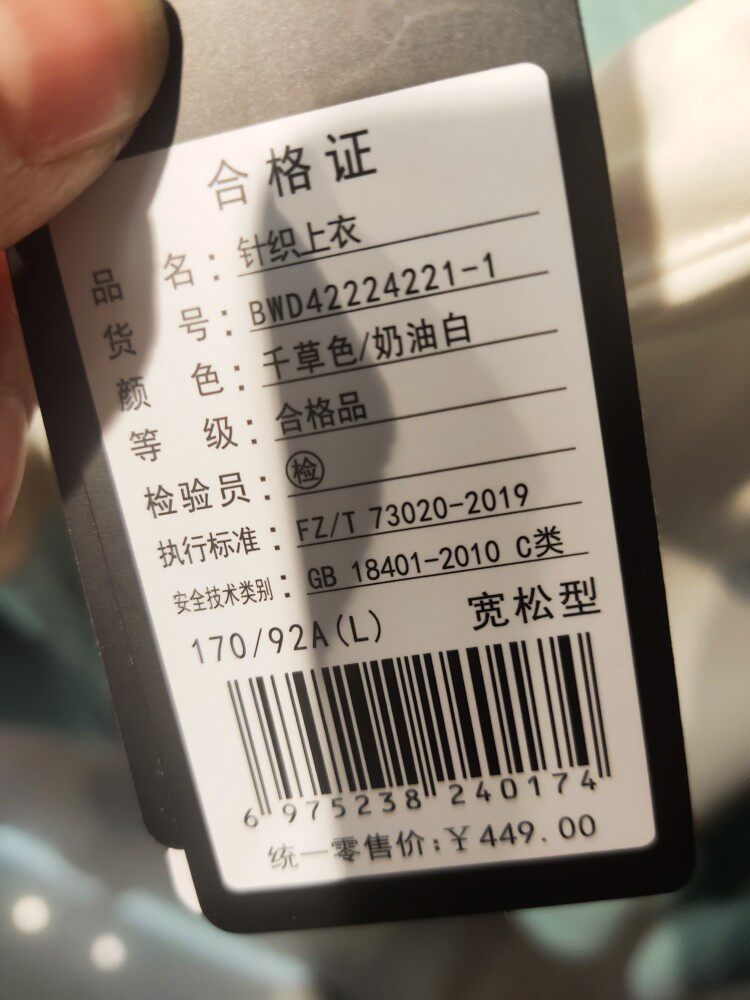 合格证
品名：针织上衣
货号：BWD42224221-1
颜色：千草色/奶油白
等级：合格品
检验员：检
执行标准：FZ/T 73020-2019
安全技术类别：GB 18401-2010 C类
170/92A(L) 宽松型
6 975238 240174
统一零售价:￥449.00